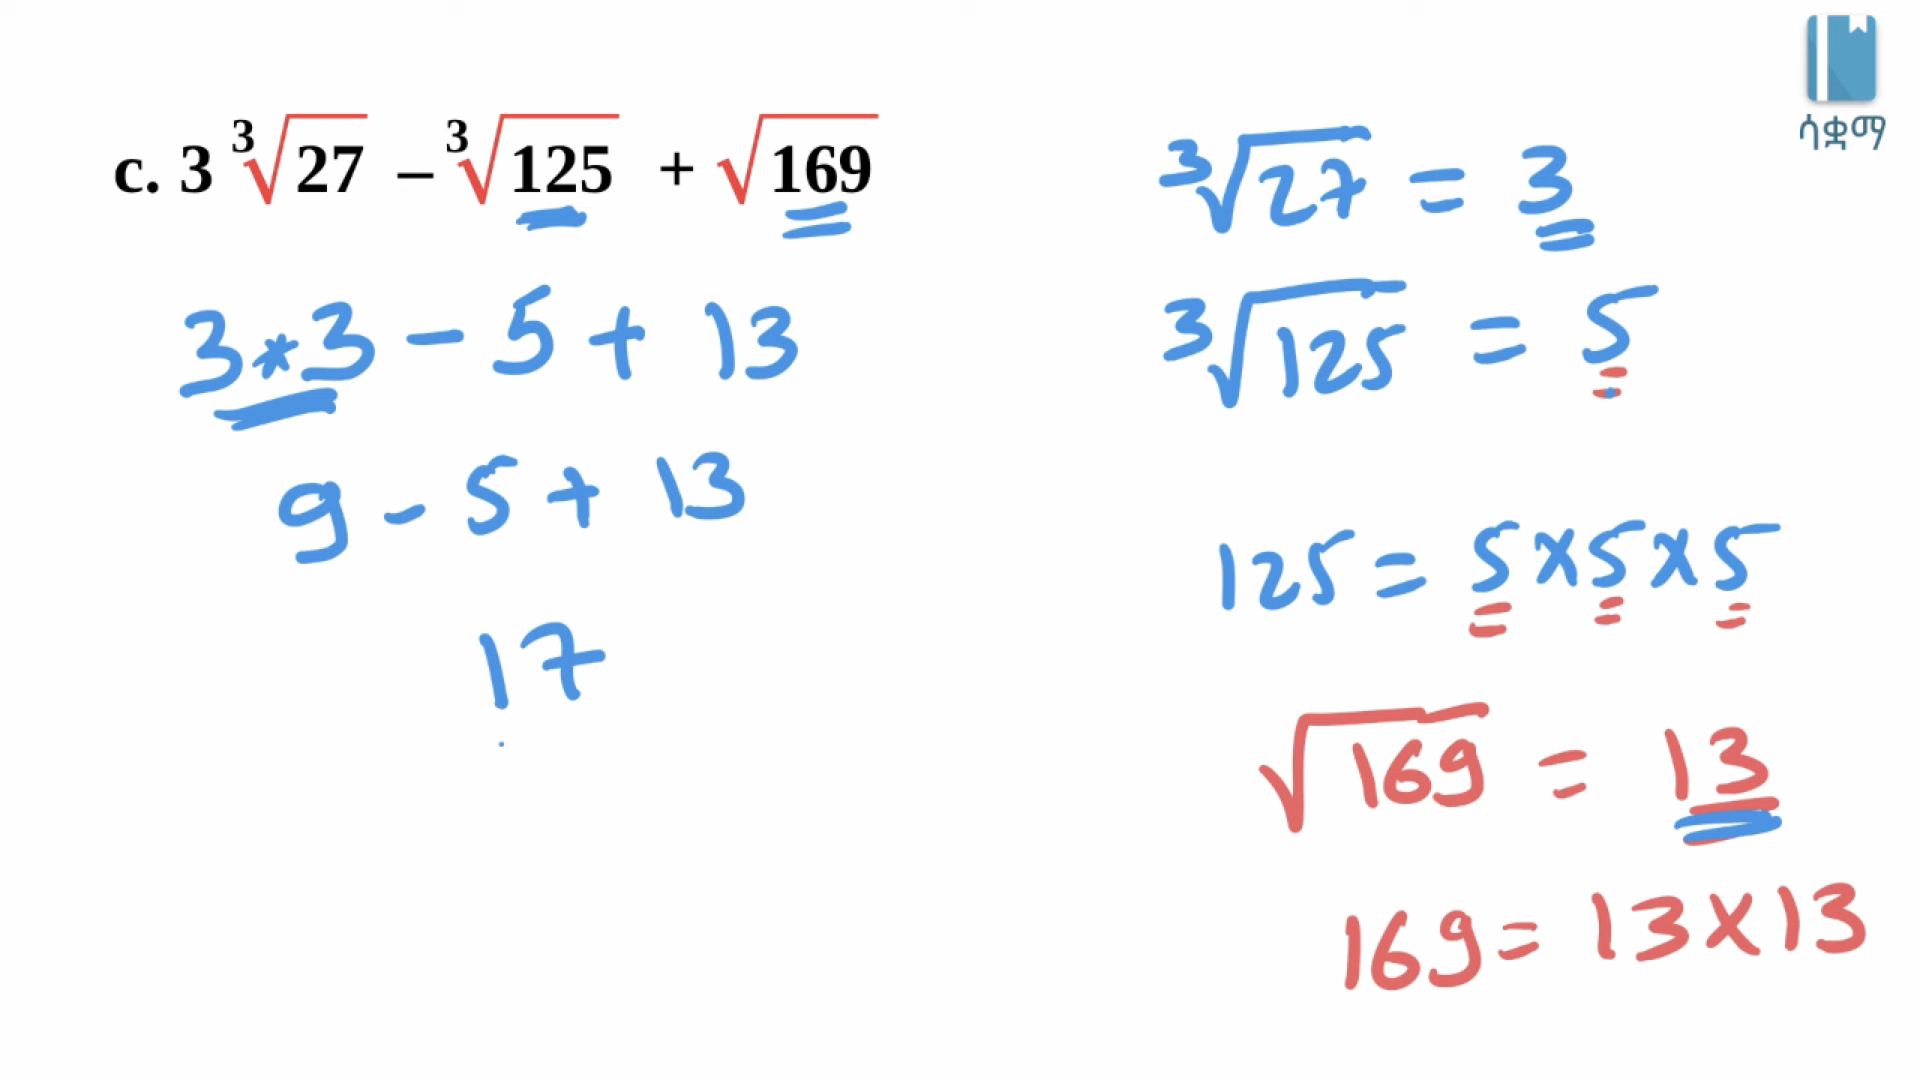 c. 3 ∛27 – ∛125 + √169
3*3 - 5 + 13
9 - 5 + 13
17
ሳቋማ
∛27 = 3
∛125 = 5
125 = 5×5×5
√169 = 13
169 = 13×13